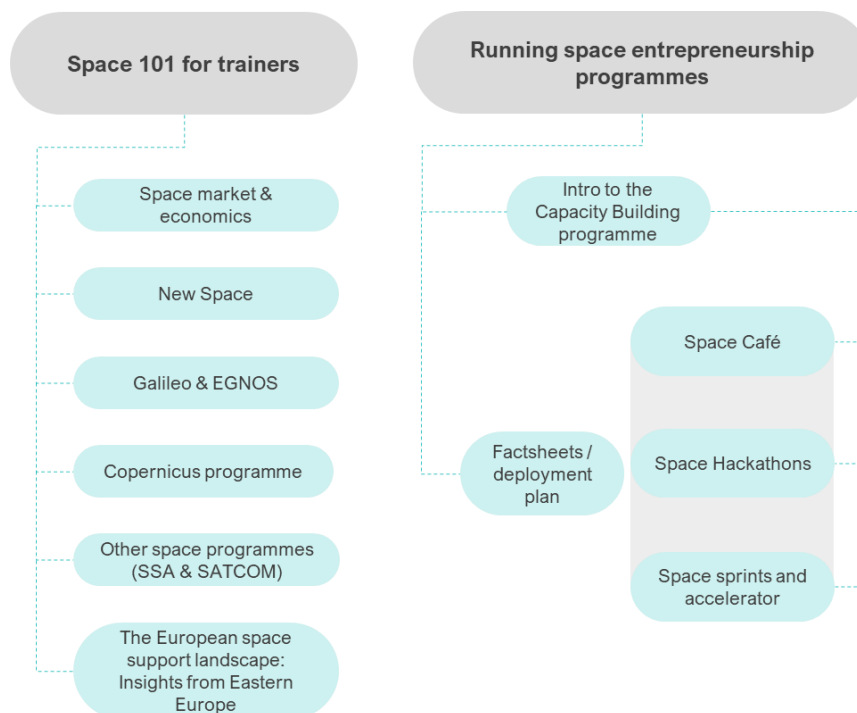 Space 101 for trainers
Space market &
economics
New Space
Galileo & EGNOS
Copernicus programme
Other space programmes
(SSA & SATCOM)
The European space
support landscape:
Insights from Eastern
Europe
Running space entrepreneurship
programmes
Intro to the
Capacity Building
programme
Factsheets /
deployment
plan
Space Café
Space Hackathons
Space sprints and
accelerator